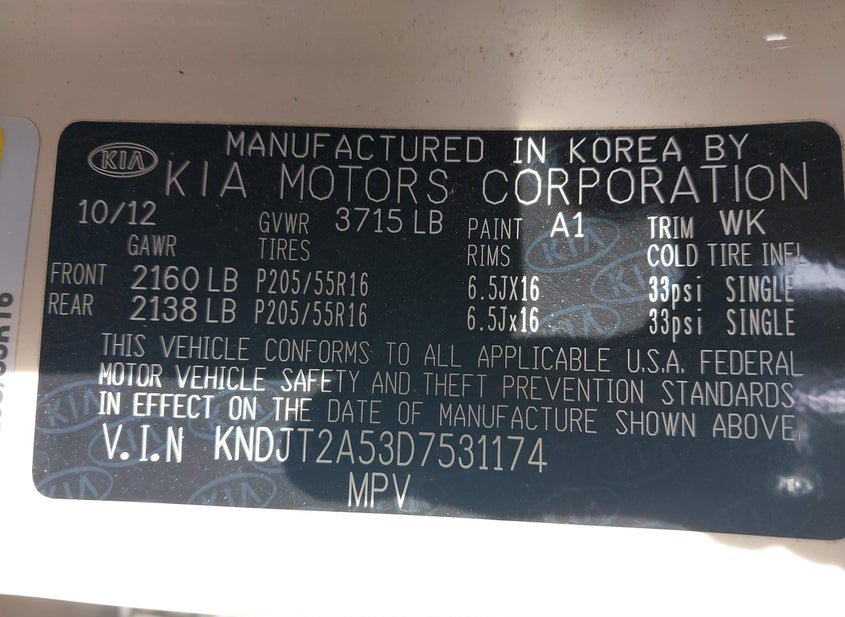 KIA
MANUFACTURED IN KOREA BY
KIA MOTORS CORPORATION
10/12 GVWR 3715 LB PAINT A1 TRIM WK
GAWR TIRES RIMS COLD TIRE INFL
FRONT 2160 LB P205/55R16 6.5JX16 33psi SINGLE
REAR 2138 LB P205/55R16 6.5Jx16 33psi SINGLE
THIS VEHICLE CONFORMS TO ALL APPLICABLE U.S.A. FEDERAL
MOTOR VEHICLE SAFETY AND THEFT PREVENTION STANDARDS
IN EFFECT ON THE DATE OF MANUFACTURE SHOWN ABOVE.
V.I.N KNDJT2A53D7531174
MPV